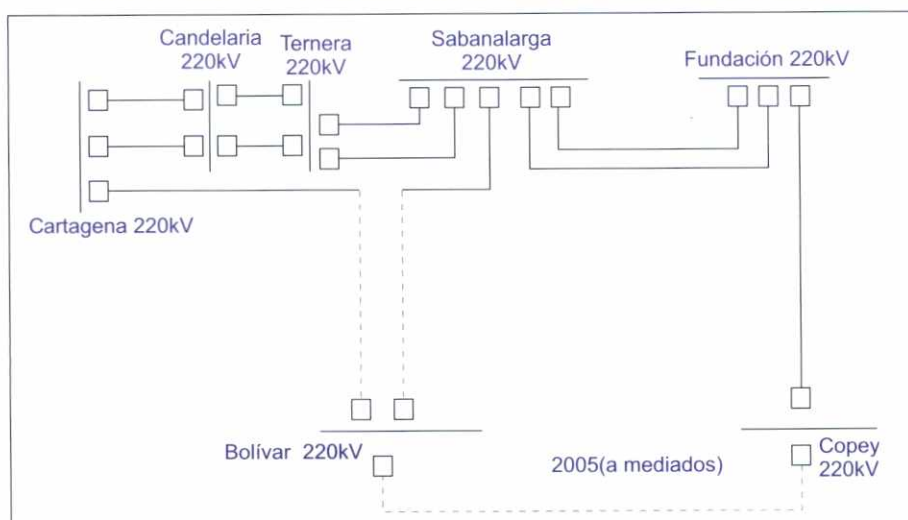 Candelaria
220kV
Ternera
220kV
Sabanalarga
220kV
Fundación 220kV
Cartagena 220kV
Bolívar 220kV
2005(a mediados)
Copey
220kV